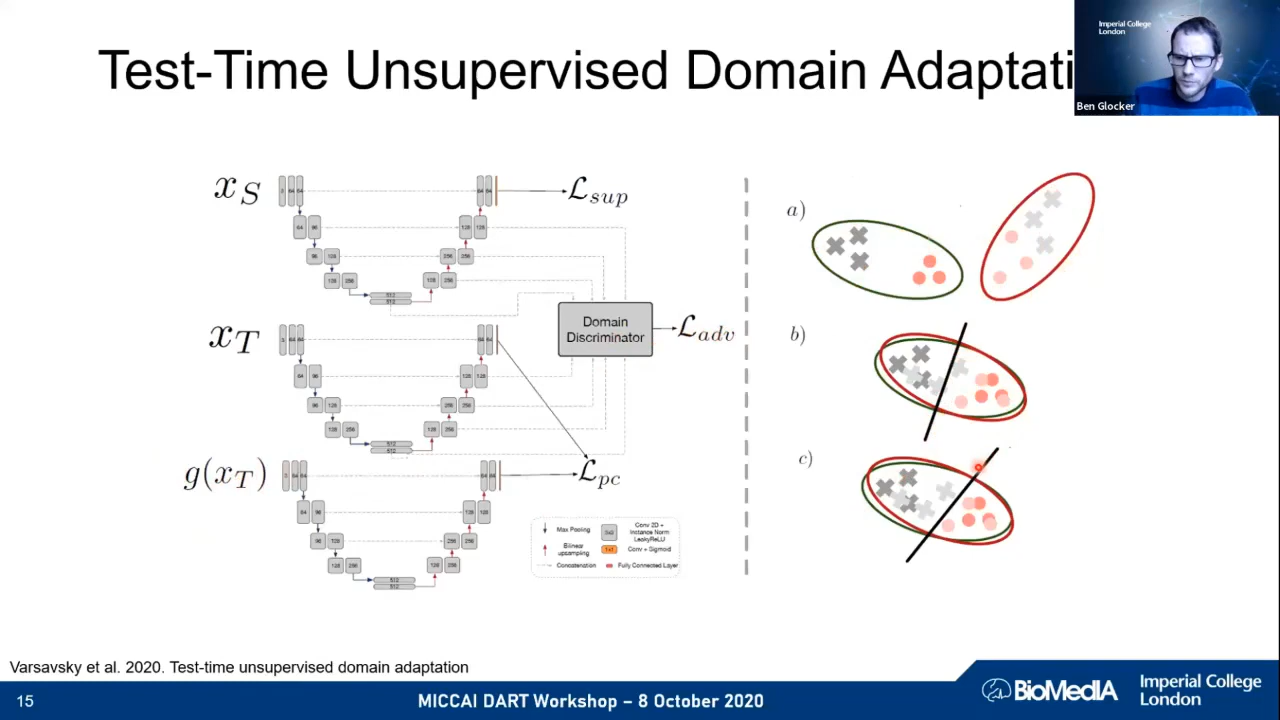 Test-Time Unsupervised Domain Adaptati
Imperial College
London
Ben Glocker
x_S
ℒ_sup
x_T
Domain
Discriminator
ℒ_adv
g(x_T)
ℒ_pc
Max Pooling
Bilinear
upsampling
Concatenation
Conv 2D +
Instance Norm
LeakyReLU
Conv + Sigmoid
Fully Connected Layer
a)
b)
c)
Varsavsky et al. 2020. Test-time unsupervised domain adaptation
15
MICCAI DART Workshop – 8 October 2020
BioMedIA
Imperial College
London